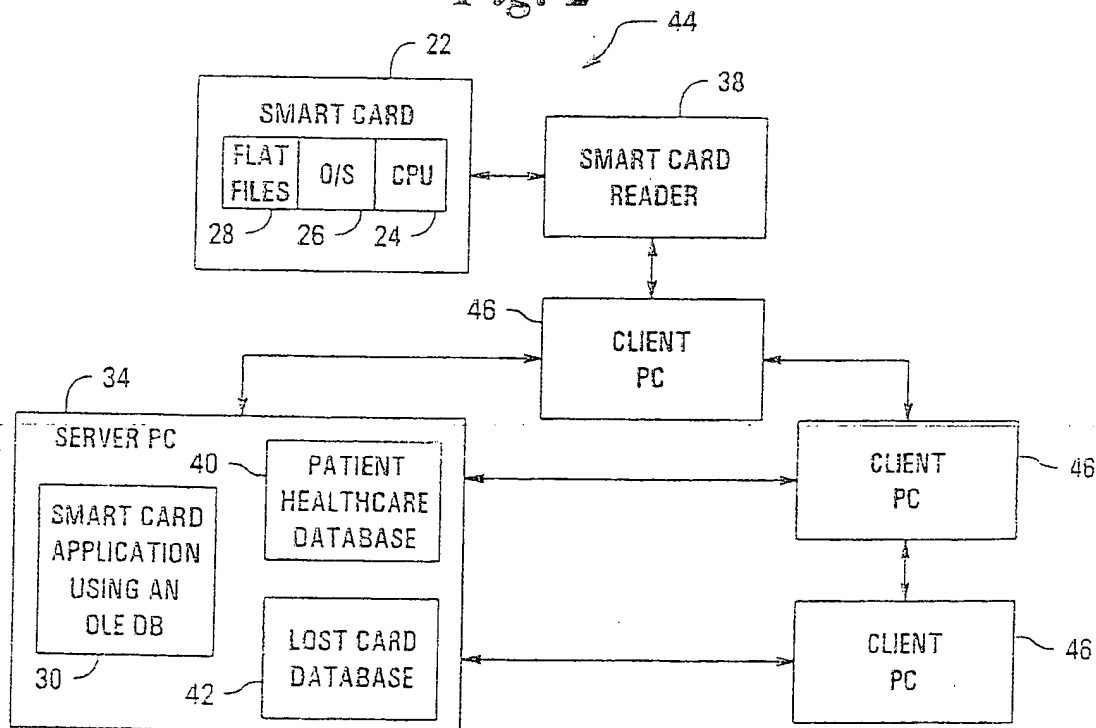 44
22
38
SMART CARD
FLAT
FILES
O/S
CPU
28
26
24
SMART CARD
READER
46
CLIENT
PC
34
SERVER PC
40
PATIENT
HEALTHCARE
DATABASE
SMART CARD
APPLICATION
USING AN
OLE DB
30
LOST CARD
DATABASE
42
CLIENT
PC
46
CLIENT
PC
46